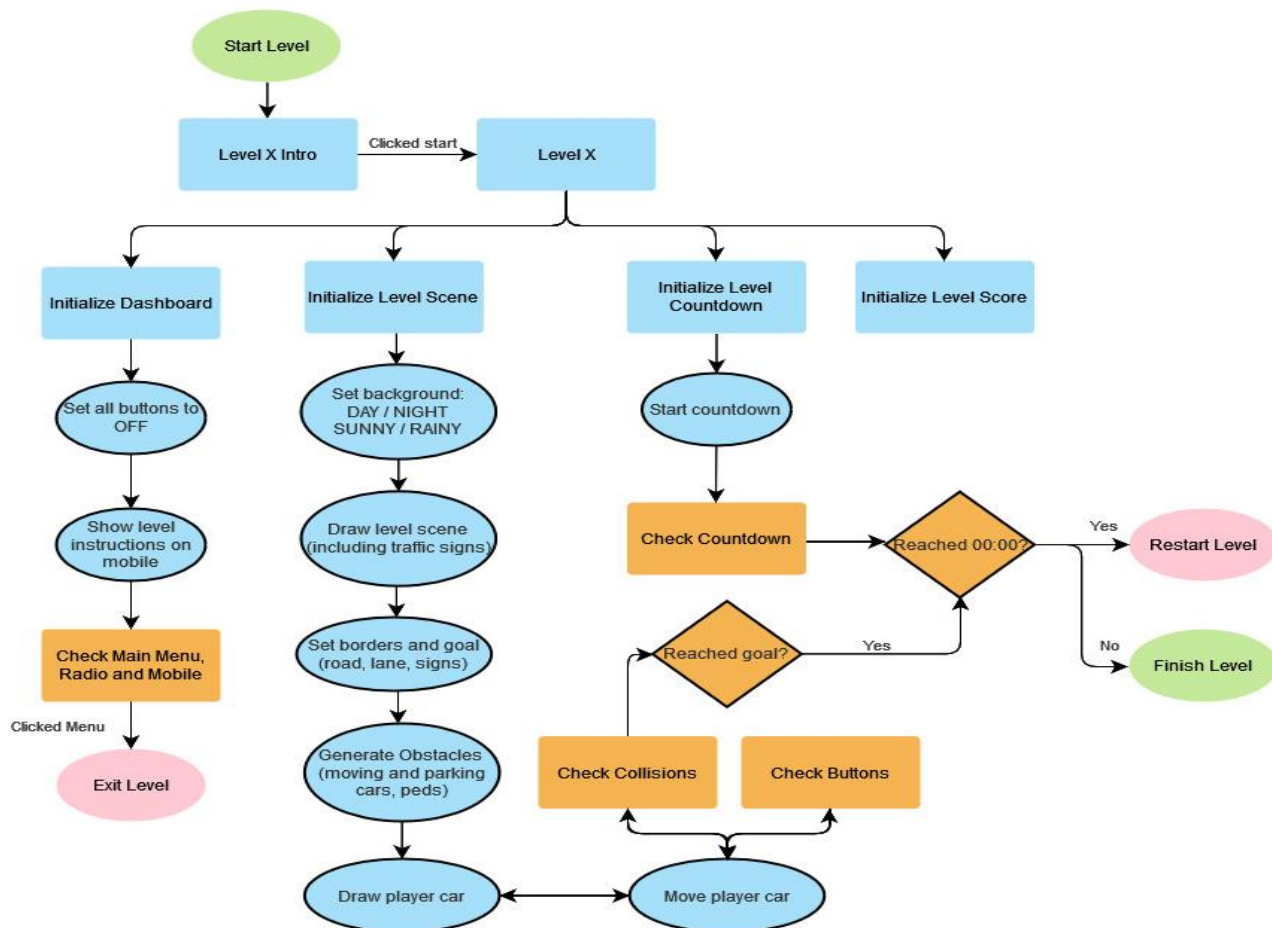 Start Level
Level X Intro
Clicked start
Level X
Initialize Dashboard
Initialize Level Scene
Initialize Level
Countdown
Initialize Level Score
Set all buttons to
OFF
Set background:
DAY / NIGHT
SUNNY / RAINY
Start countdown
Show level
instructions on
mobile
Draw level scene
(including traffic signs)
Check Countdown
Reached 00:00?
Yes
Restart Level
No
Finish Level
Check Main Menu,
Radio and Mobile
Set borders and goal
(road, lane, signs)
Reached goal?
Yes
Clicked Menu
Exit Level
Generate Obstacles
(moving and parking
cars, peds)
Check Collisions
Check Buttons
Draw player car
Move player car